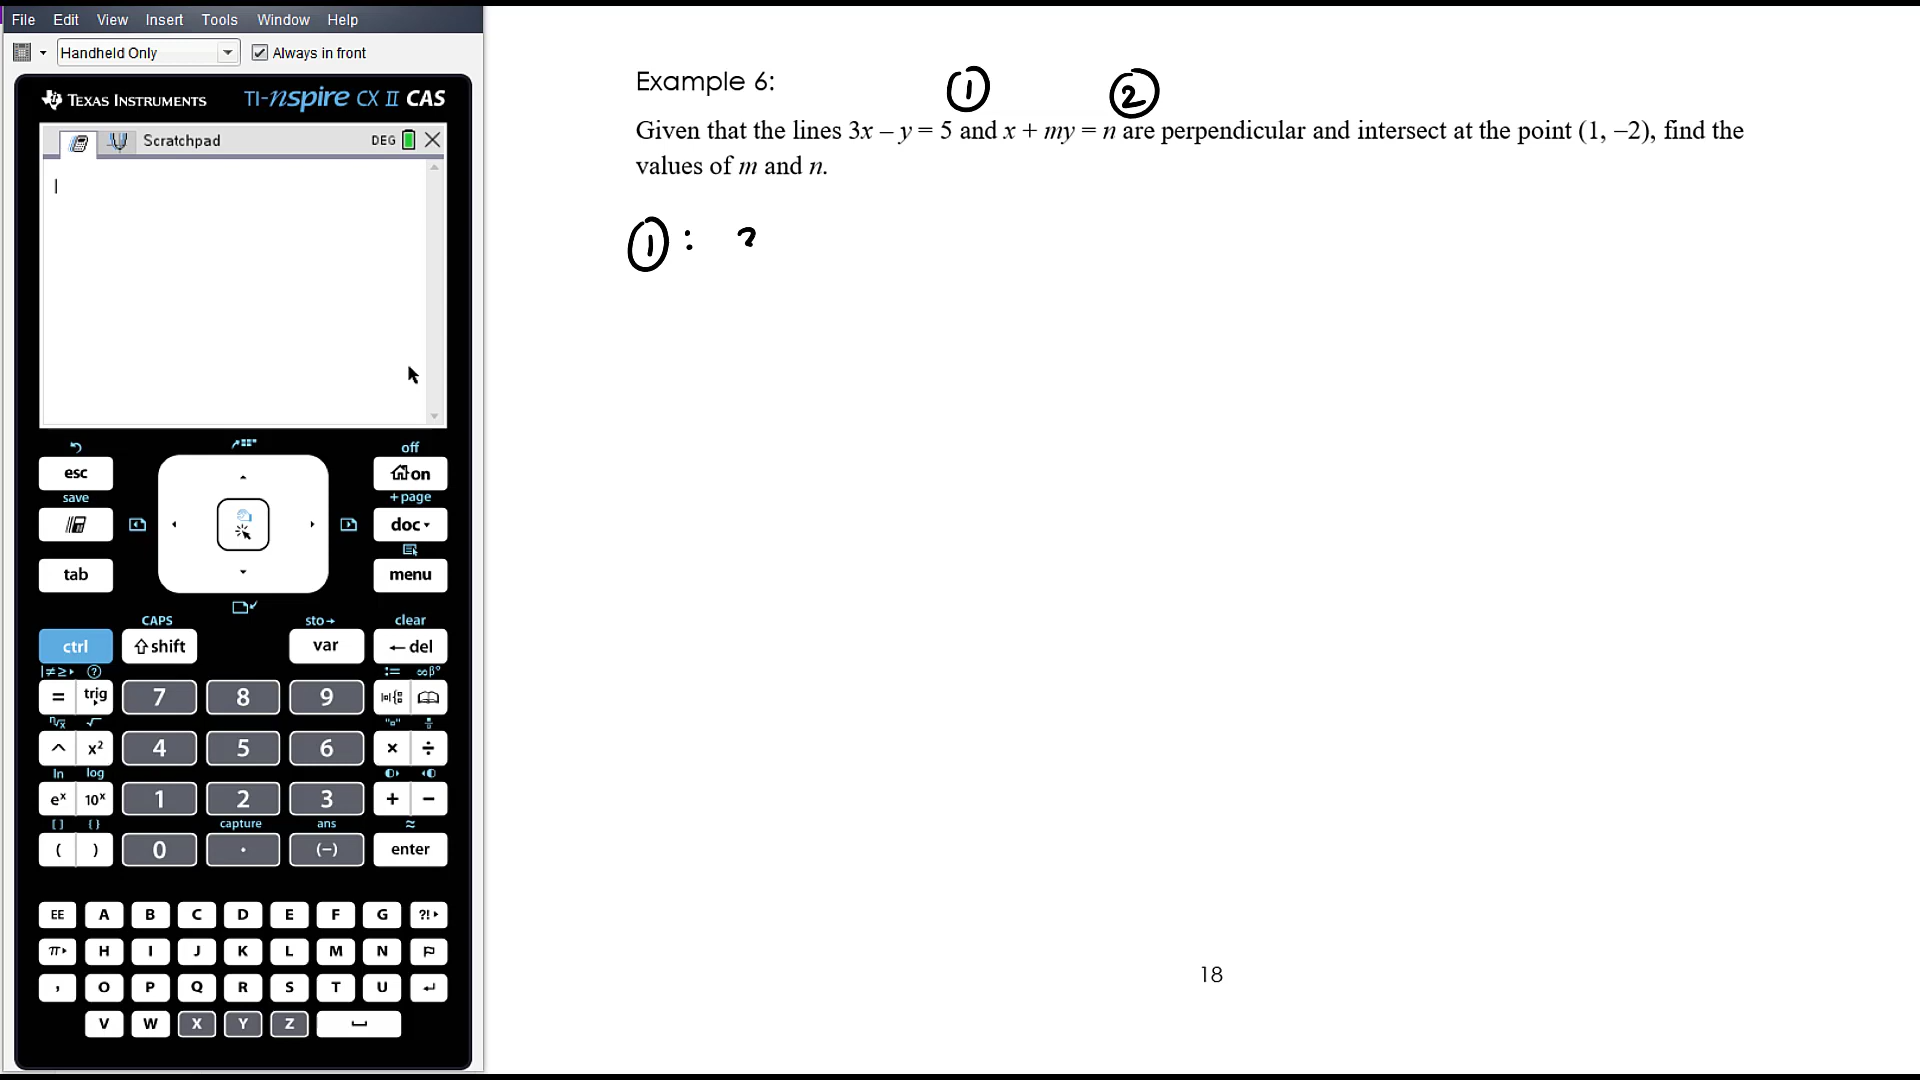 File Edit View Insert Tools Window Help
Handheld Only Always in front
TEXAS INSTRUMENTS TI-nspire CX II CAS
Scratchpad DEG
off
esc on
save + page
doc
tab menu
CAPS sto→ clear
ctrl ⇧shift var ←del
|≠≥▸ ? := ∞β°
= trig 7 8 9
ⁿ√x √ "▫"
^ x² 4 5 6 × ÷
ln log
eˣ 10ˣ 1 2 3 + −
[ ] { } capture ans ≈
( ) 0 . (−) enter
EE A B C D E F G ?!▸
π▸ H I J K L M N
, O P Q R S T U ↵
V W X Y Z
Example 6: ① ②
Given that the lines 3x – y = 5 and x + my = n are perpendicular and intersect at the point (1, –2), find the
values of m and n.
① :
18